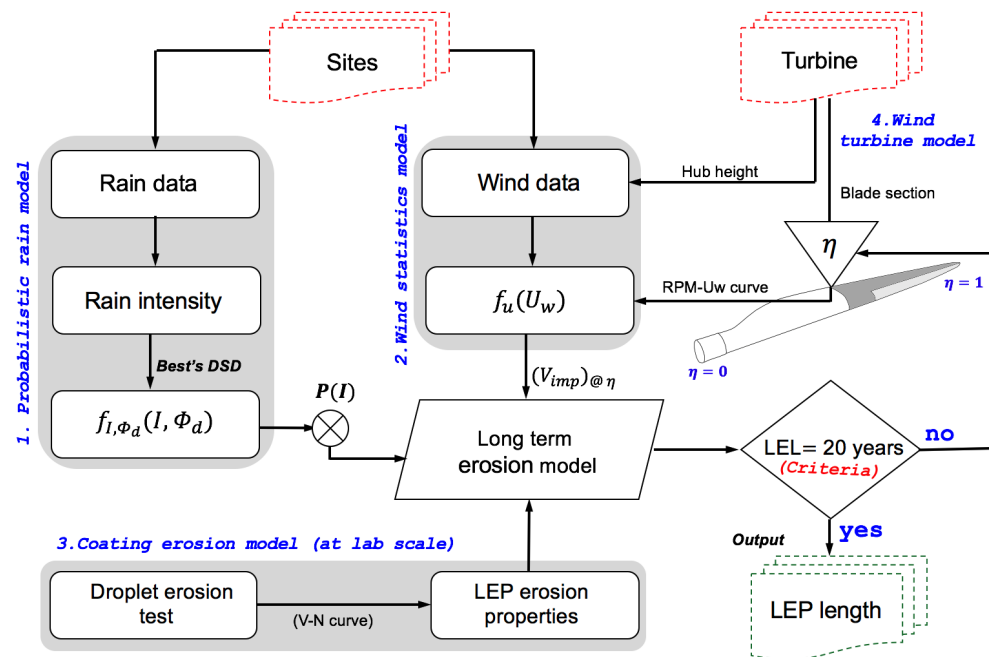 Sites
Turbine
4.Wind
turbine model
1. Probabilistic rain model
Rain data
Rain intensity
Best's DSD
f_{I,Φ_d}(I, Φ_d)
P(I)
2.Wind statistics model
Wind data
f_u(U_w)
(V_{imp})_{@ η}
Hub height
Blade section
η
RPM-Uw curve
η = 1
η = 0
Long term
erosion model
LEL= 20 years
(Criteria)
no
yes
Output
LEP length
3.Coating erosion model (at lab scale)
Droplet erosion
test
(V-N curve)
LEP erosion
properties